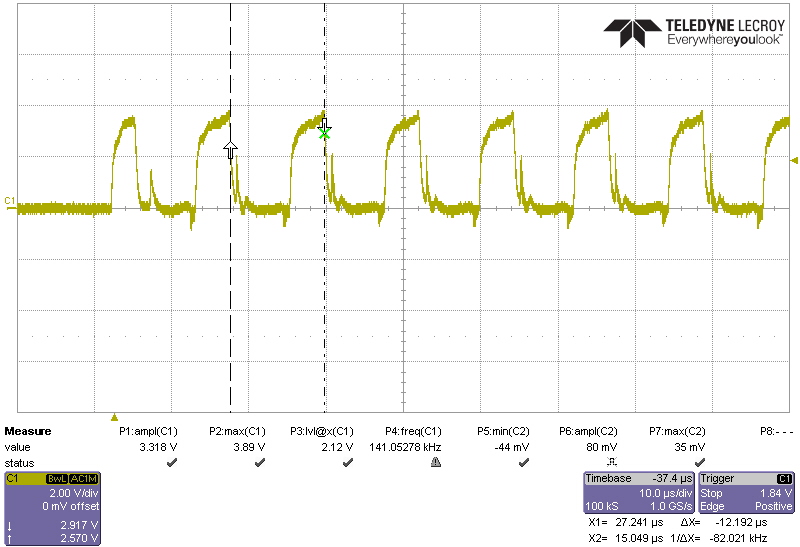 TELEDYNE LECROY
Everywhereyoulook™
C1
Measure P1:ampl(C1) P2:max(C1) P3:lvl@x(C1) P4:freq(C1) P5:min(C2) P6:ampl(C2) P7:max(C2) P8:- - -
value 3.318 V 3.89 V 2.12 V 141.05278 kHz -44 mV 80 mV 35 mV
status
C1 BwL AC1M
2.00 V/div
0 mV offset
↓ 2.917 V
↑ 2.570 V
Timebase -37.4 µs
10.0 µs/div
100 kS 1.0 GS/s
Trigger C1
Stop 1.84 V
Edge Positive
X1= 27.241 µs ΔX= -12.192 µs
X2= 15.049 µs 1/ΔX= -82.021 kHz